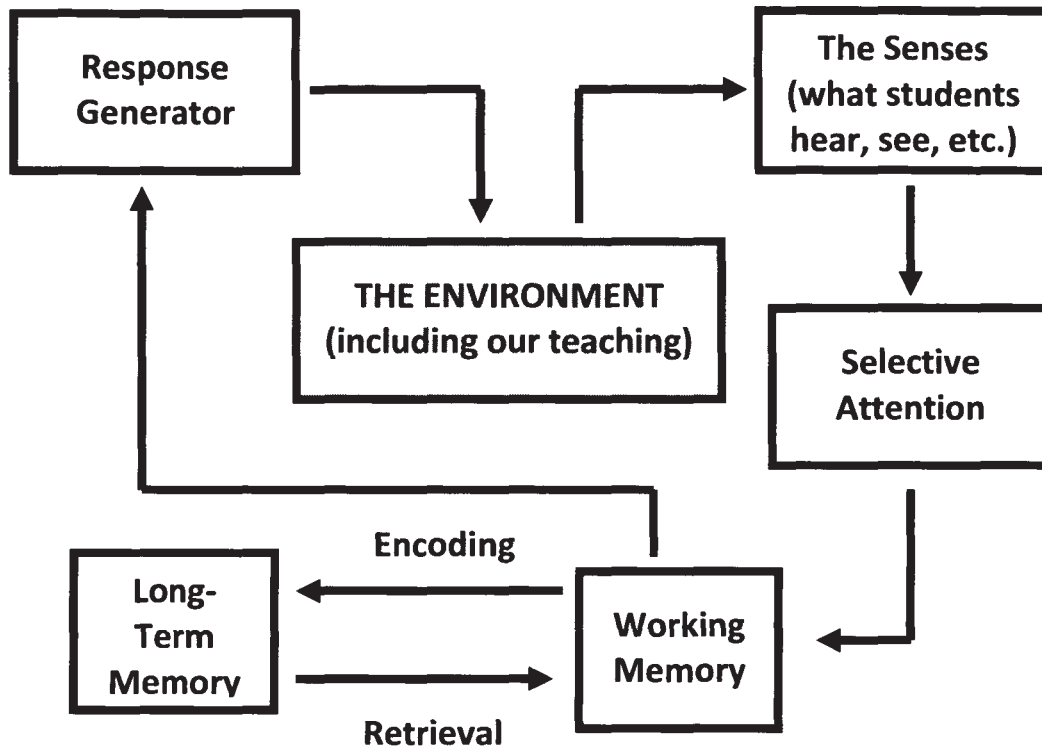 Response
Generator
The Senses
(what students
hear, see, etc.)
THE ENVIRONMENT
(including our teaching)
Selective
Attention
Encoding
Long-
Term
Memory
Working
Memory
Retrieval